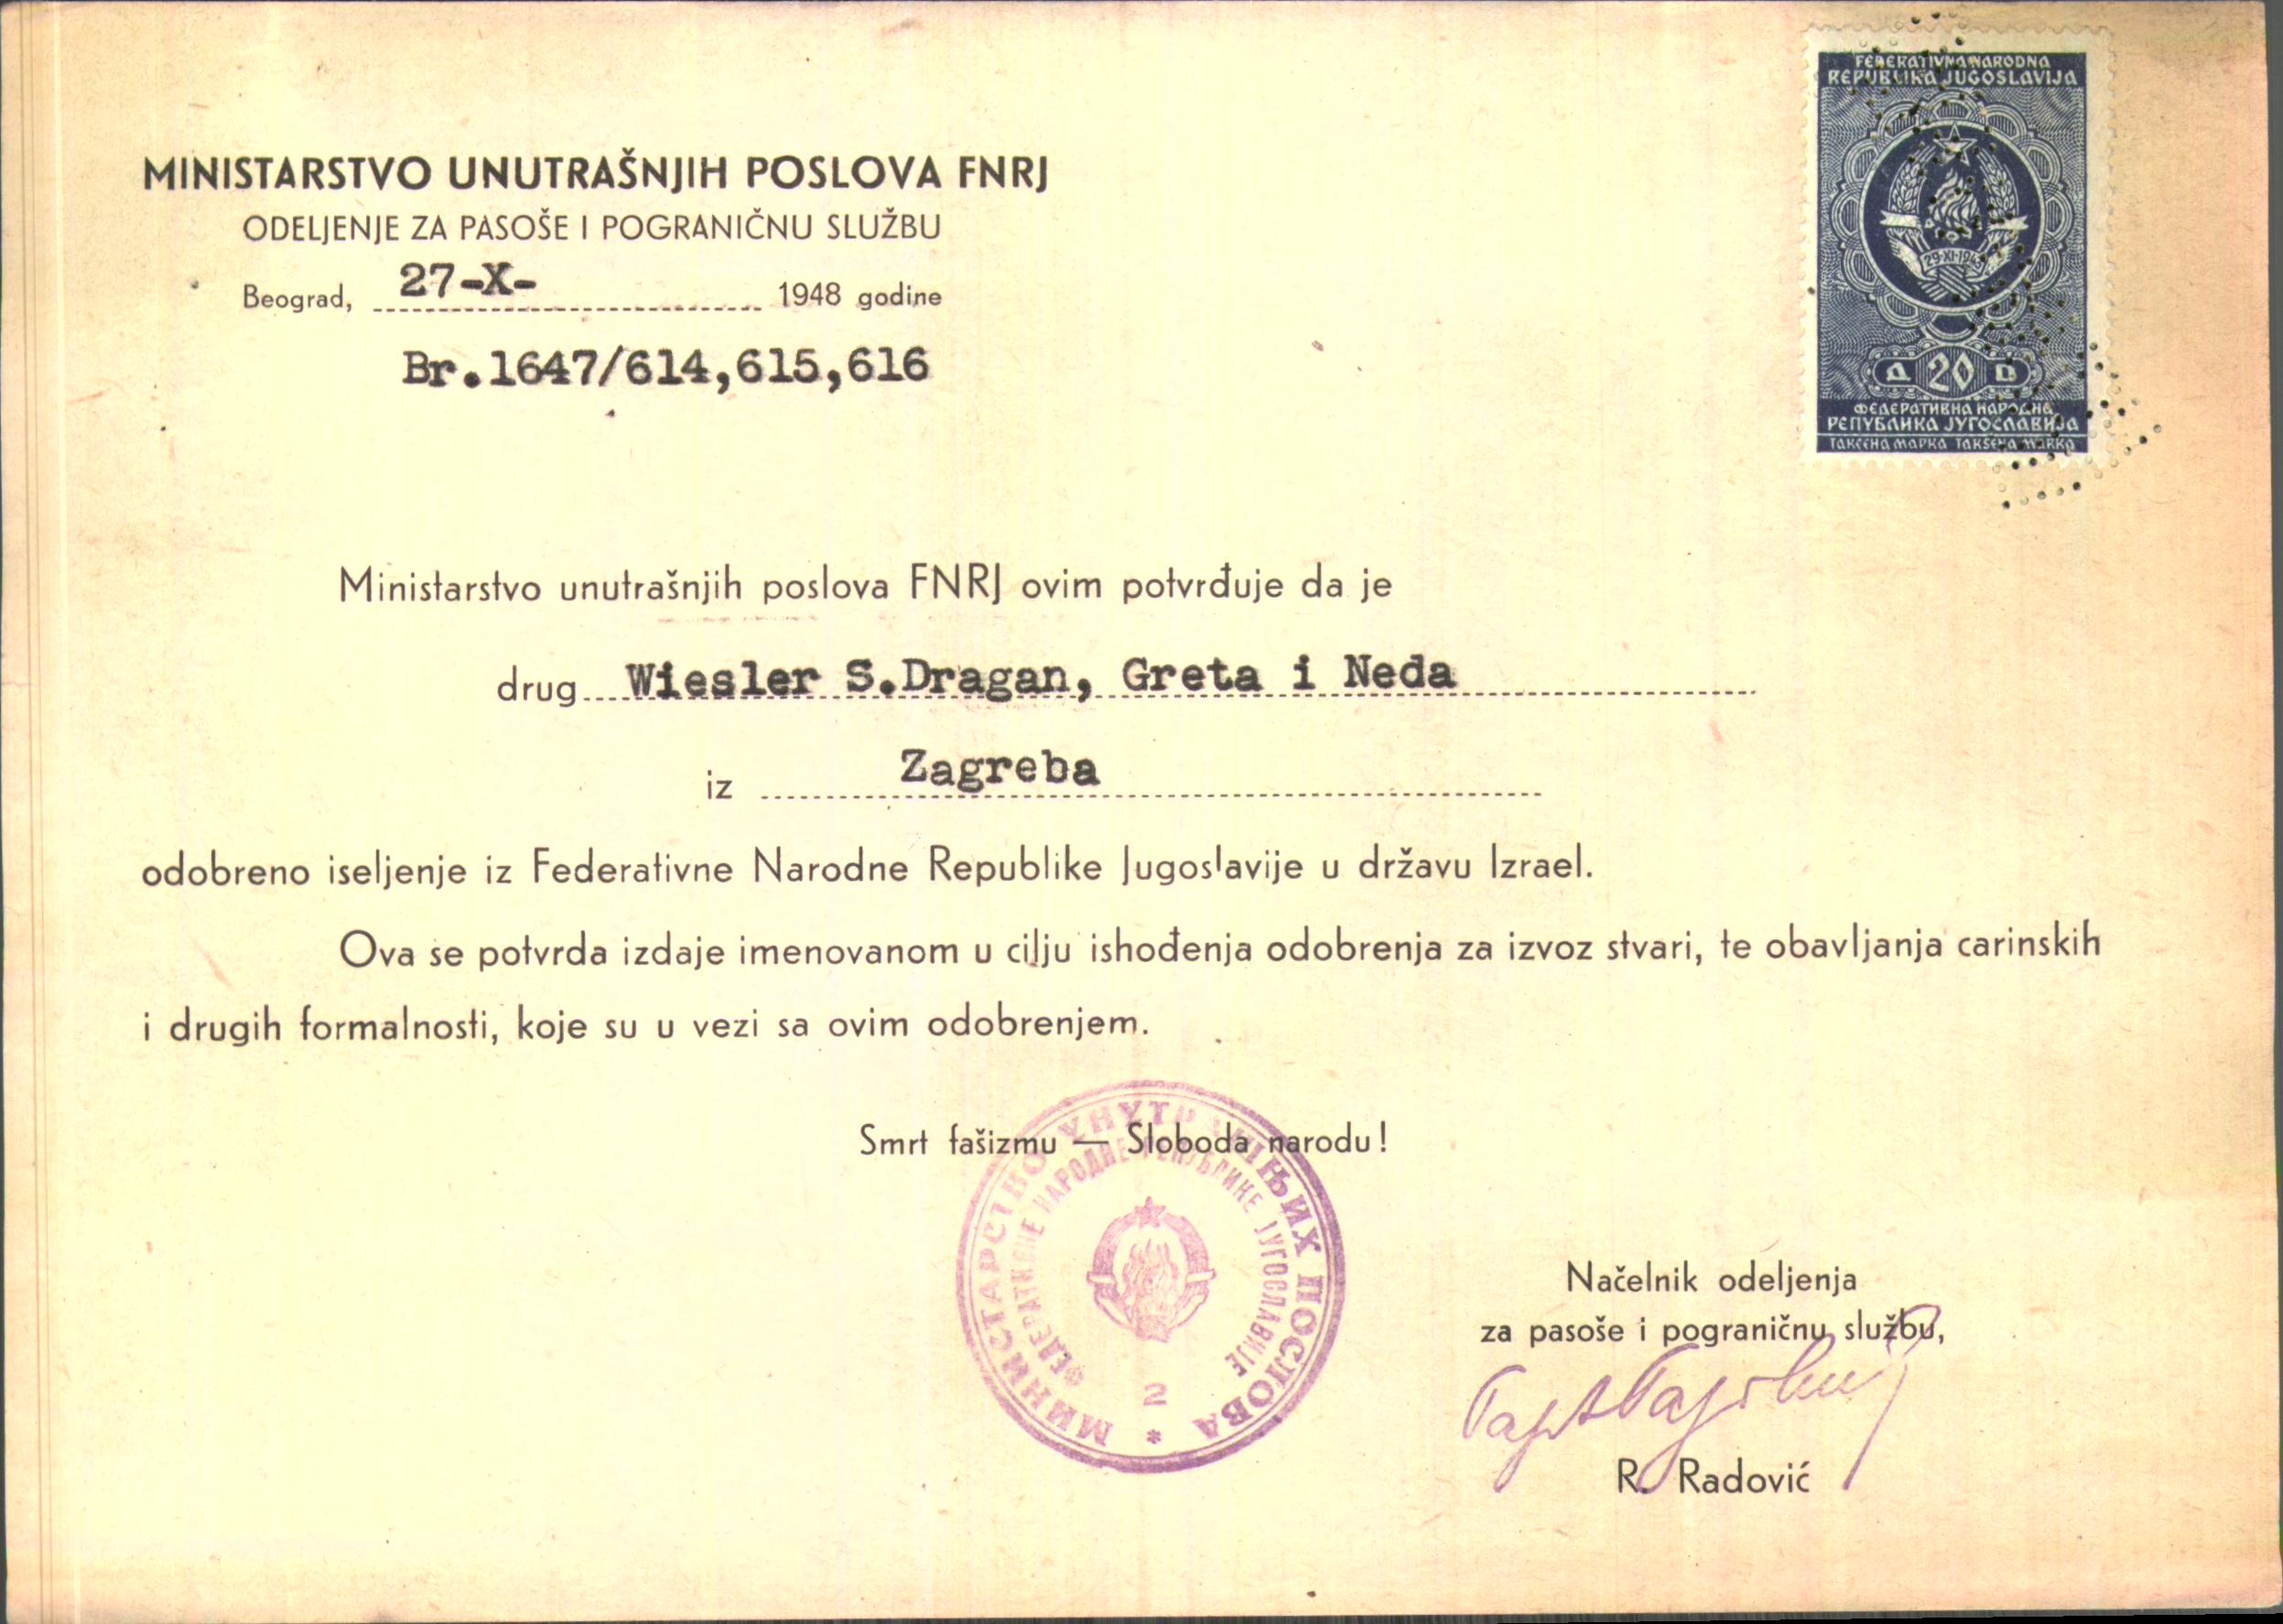 FEDERATIVNA NARODNA
REPUBLIKA JUGOSLAVIJA
29·XI·1943
Д 20 D
ФЕДЕРАТИВНА НАРОДНА
РЕПУБЛИКА ЈУГОСЛАВИЈА
ТАКСЕНА МАРКА TAKSENA MARKA
MINISTARSTVO UNUTRAŠNJIH POSLOVA FNRJ
ODELJENJE ZA PASOŠE I POGRANIČNU SLUŽBU
Beograd, 27-X- 1948 godine
Br.1647/614,615,616
Ministarstvo unutrašnjih poslova FNRJ ovim potvrđuje da je
drug Wiesler S.Dragan, Greta i Neda
iz Zagreba
odobreno iseljenje iz Federativne Narodne Republike Jugoslavije u državu Izrael.
Ova se potvrda izdaje imenovanom u cilju ishođenja odobrenja za izvoz stvari, te obavljanja carinskih
i drugih formalnosti, koje su u vezi sa ovim odobrenjem.
Smrt fašizmu — Sloboda narodu!
МИНИСТАРСТВО УНУТРАШЊИХ ПОСЛОВА
ФЕДЕРАТИВНЕ НАРОДНЕ РЕПУБЛИКЕ ЈУГОСЛАВИЈЕ
2
*
Načelnik odeljenja
za pasoše i pograničnu službu,
R. Radović